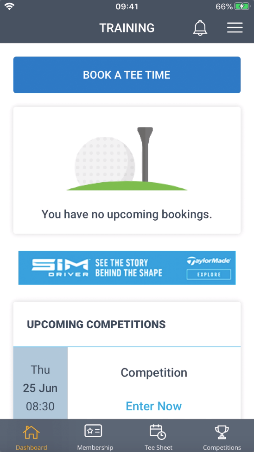 09:41
66%
TRAINING
BOOK A TEE TIME
You have no upcoming bookings.
SIM
DRIVER
SEE THE STORY
BEHIND THE SHAPE
TaylorMade
EXPLORE
UPCOMING COMPETITIONS
Thu
25 Jun
08:30
Competition
Enter Now
Dashboard
Membership
Tee Sheet
Competitions